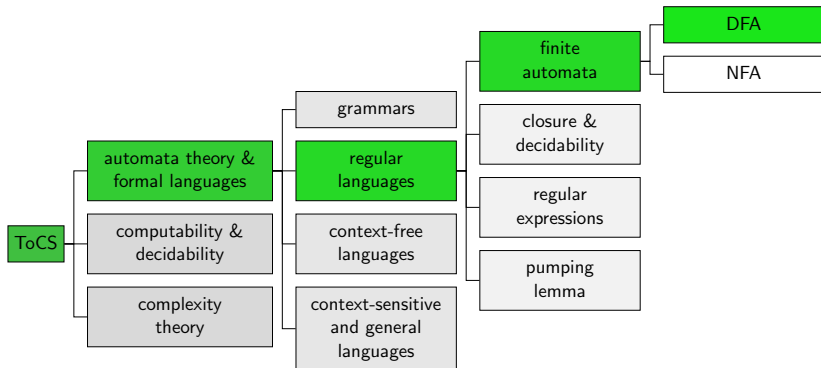 ToCS
automata theory &
formal languages
computability &
decidability
complexity
theory
grammars
regular
languages
context-free
languages
context-sensitive
and general
languages
finite
automata
closure &
decidability
regular
expressions
pumping
lemma
DFA
NFA